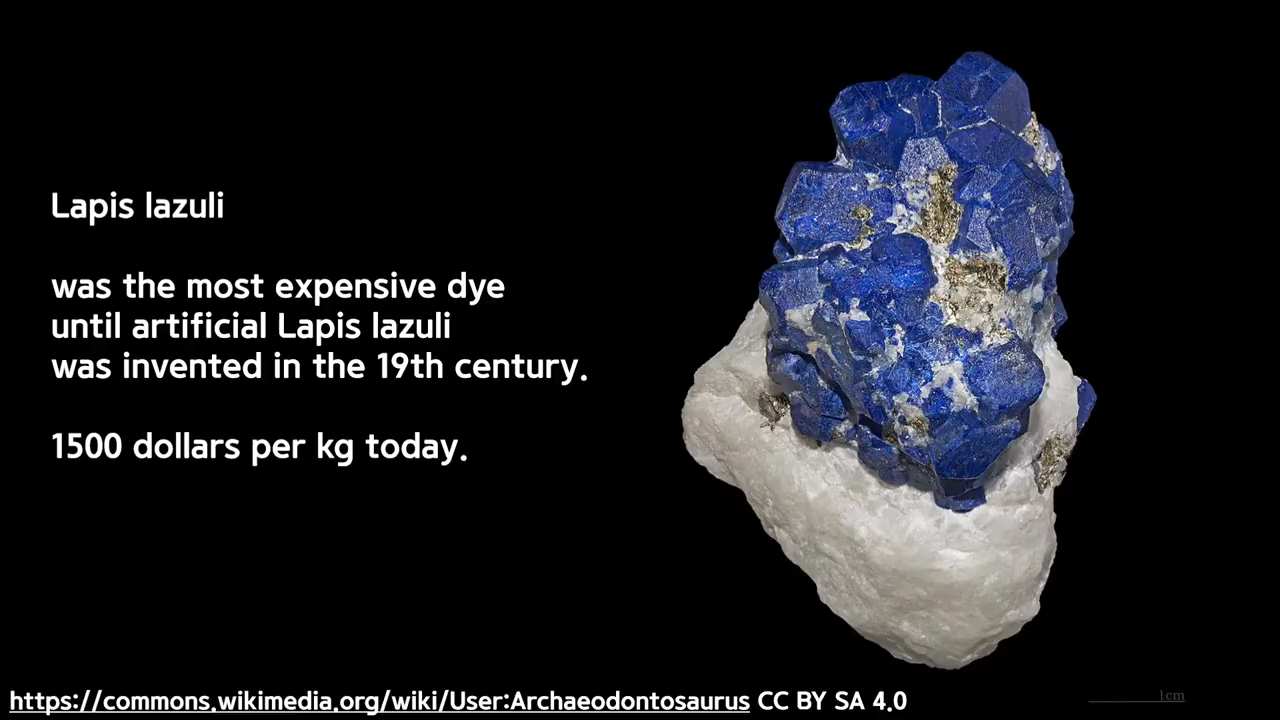 Lapis lazuli
was the most expensive dye
until artificial Lapis lazuli
was invented in the 19th century.
1500 dollars per kg today.
https://commons.wikimedia.org/wiki/User:Archaeodontosaurus CC BY SA 4.0
1cm